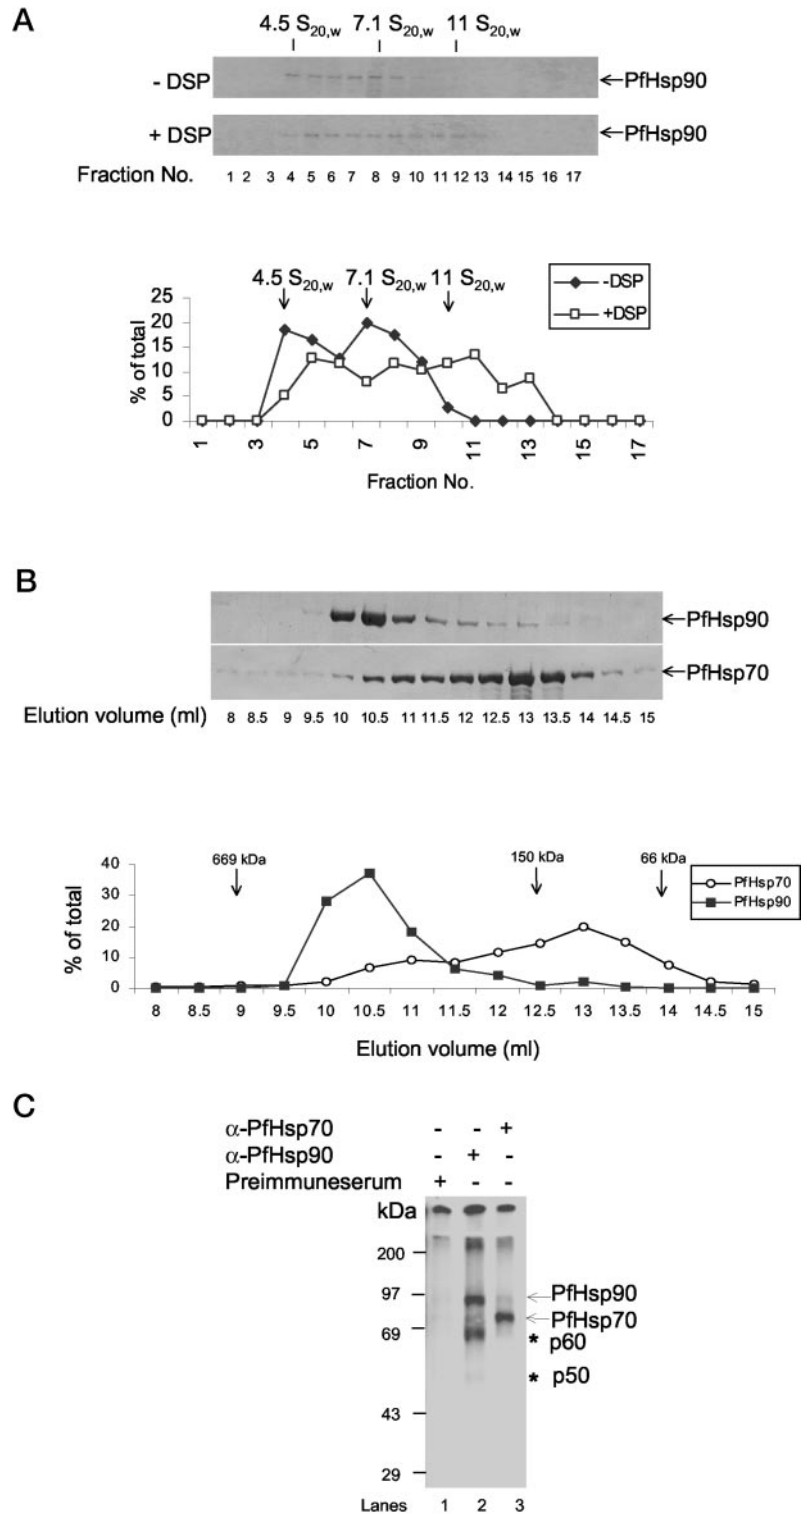 A
4.5 S20,w 7.1 S20,w 11 S20,w
- DSP PfHsp90
+ DSP PfHsp90
Fraction No. 1 2 3 4 5 6 7 8 9 10 11 12 13 14 15 16 17
4.5 S20,w 7.1 S20,w 11 S20,w
-DSP
+DSP
% of total
25
20
15
10
5
0
1 3 5 7 9 11 13 15 17
Fraction No.
B
PfHsp90
PfHsp70
Elution volume (ml) 8 8.5 9 9.5 10 10.5 11 11.5 12 12.5 13 13.5 14 14.5 15
669 kDa 150 kDa 66 kDa
PfHsp70
PfHsp90
% of total
40
30
20
10
0
8 8.5 9 9.5 10 10.5 11 11.5 12 12.5 13 13.5 14 14.5 15
Elution volume (ml)
C
α-PfHsp70 - - +
α-PfHsp90 - + -
Preimmuneserum + - -
kDa
200
97
69
43
29
PfHsp90
PfHsp70
* p60
* p50
Lanes 1 2 3